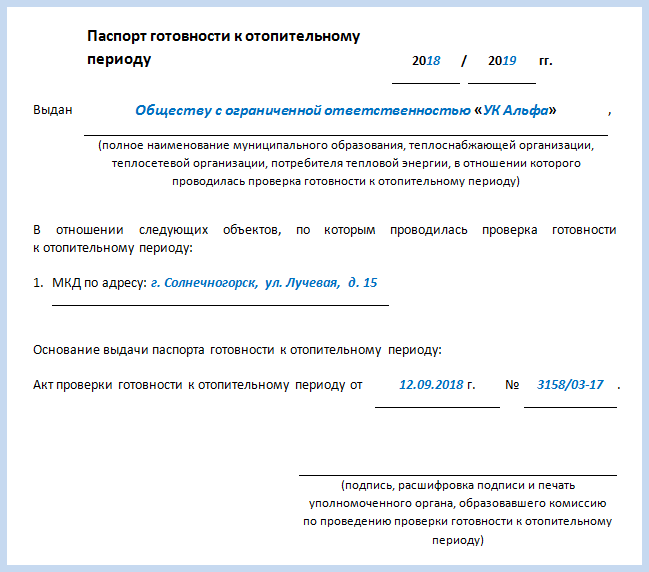 Паспорт готовности к отопительному
периоду 2018 / 2019 гг.
Выдан Обществу с ограниченной ответственностью «УК Альфа» ,
(полное наименование муниципального образования, теплоснабжающей организации,
теплосетевой организации, потребителя тепловой энергии, в отношении которого
проводилась проверка готовности к отопительному периоду)
В отношении следующих объектов, по которым проводилась проверка готовности
к отопительному периоду:
1. МКД по адресу: г. Солнечногорск, ул. Лучевая, д. 15
Основание выдачи паспорта готовности к отопительному периоду:
Акт проверки готовности к отопительному периоду от 12.09.2018 г. № 3158/03-17 .
(подпись, расшифровка подписи и печать
уполномоченного органа, образовавшего комиссию
по проведению проверки готовности к отопительному
периоду)